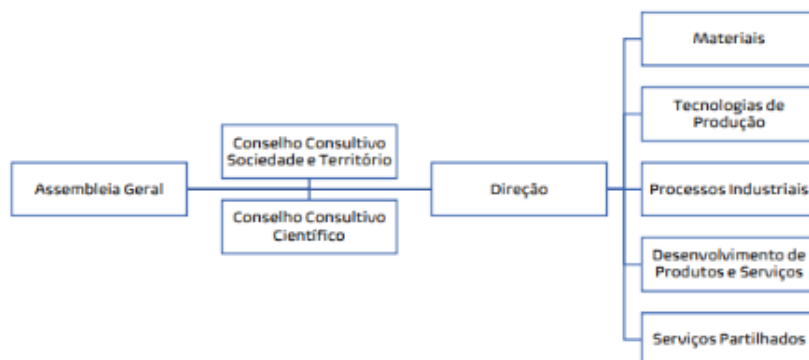 Assembleia Geral
Conselho Consultivo
Sociedade e Território
Conselho Consultivo
Científico
Direção
Materiais
Tecnologias de
Produção
Processos Industriais
Desenvolvimento de
Produtos e Serviços
Serviços Partilhados